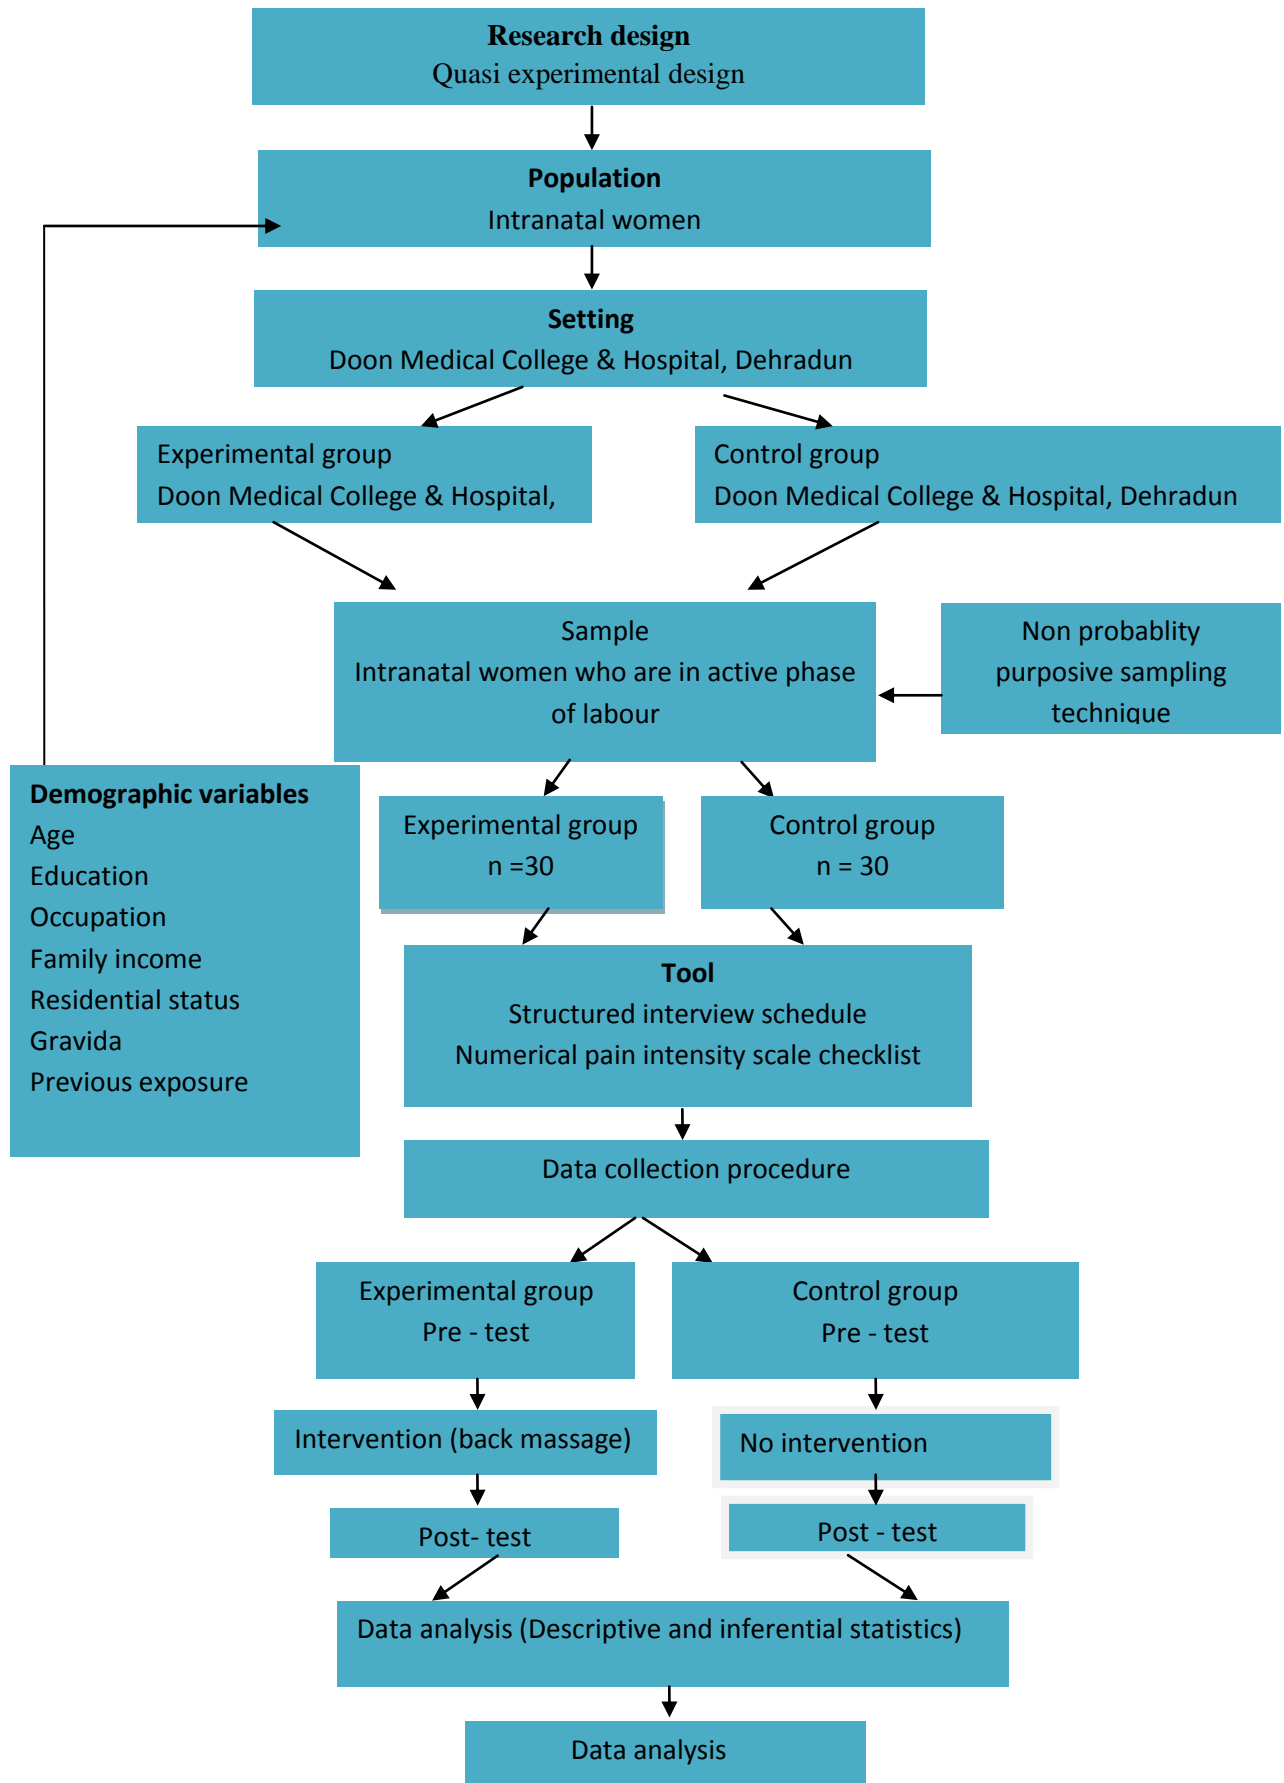 Research design
Quasi experimental design
Population
Intranatal women
Setting
Doon Medical College & Hospital, Dehradun
Experimental group
Doon Medical College & Hospital,
Control group
Doon Medical College & Hospital, Dehradun
Sample
Intranatal women who are in active phase
of labour
Non probablity
purposive sampling
technique
Demographic variables
Age
Education
Occupation
Family income
Residential status
Gravida
Previous exposure
Experimental group
n =30
Control group
n = 30
Tool
Structured interview schedule
Numerical pain intensity scale checklist
Data collection procedure
Experimental group
Pre - test
Control group
Pre - test
Intervention (back massage)
No intervention
Post- test
Post - test
Data analysis (Descriptive and inferential statistics)
Data analysis